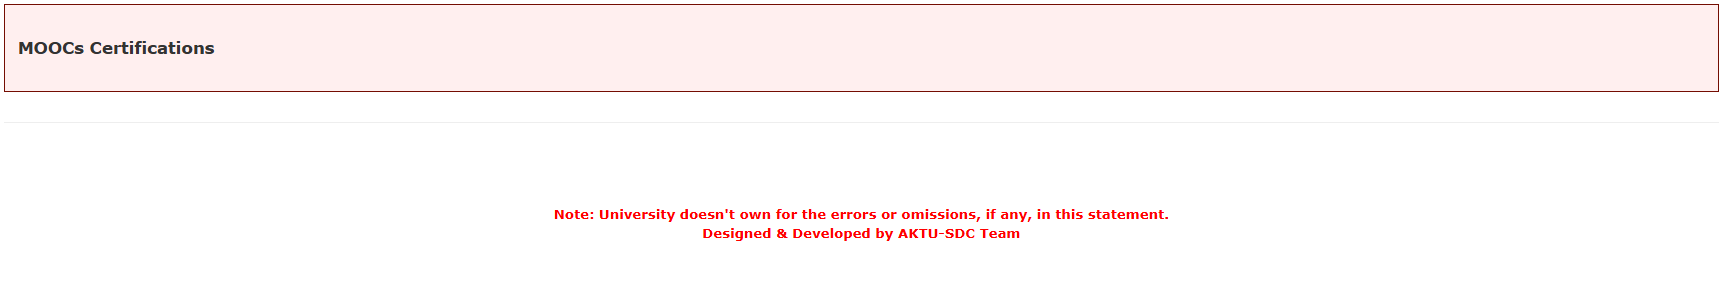 MOOCs Certifications
Note: University doesn't own for the errors or omissions, if any, in this statement.
Designed & Developed by AKTU-SDC Team